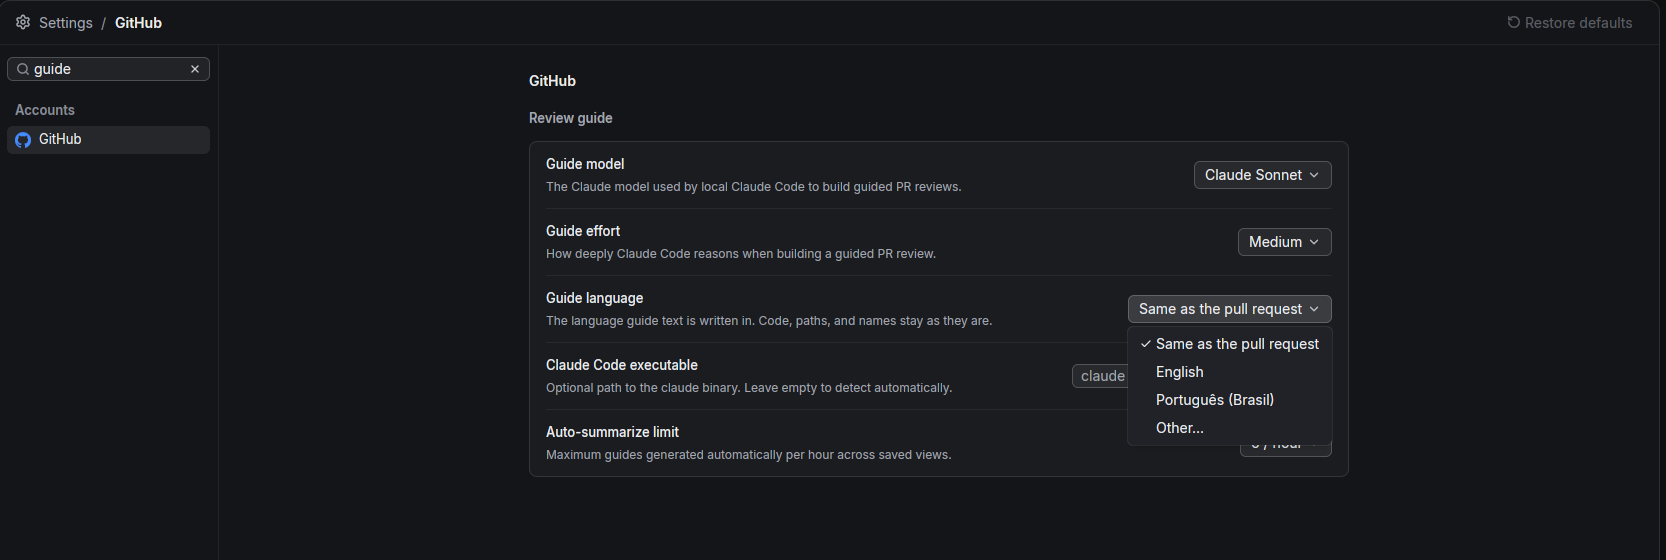 Settings / GitHub
Restore defaults
guide
Accounts
GitHub
GitHub
Review guide
Guide model
The Claude model used by local Claude Code to build guided PR reviews.
Claude Sonnet
Guide effort
How deeply Claude Code reasons when building a guided PR review.
Medium
Guide language
The language guide text is written in. Code, paths, and names stay as they are.
Same as the pull request
Same as the pull request
English
Português (Brasil)
Other...
Claude Code executable
Optional path to the claude binary. Leave empty to detect automatically.
claude
Auto-summarize limit
Maximum guides generated automatically per hour across saved views.